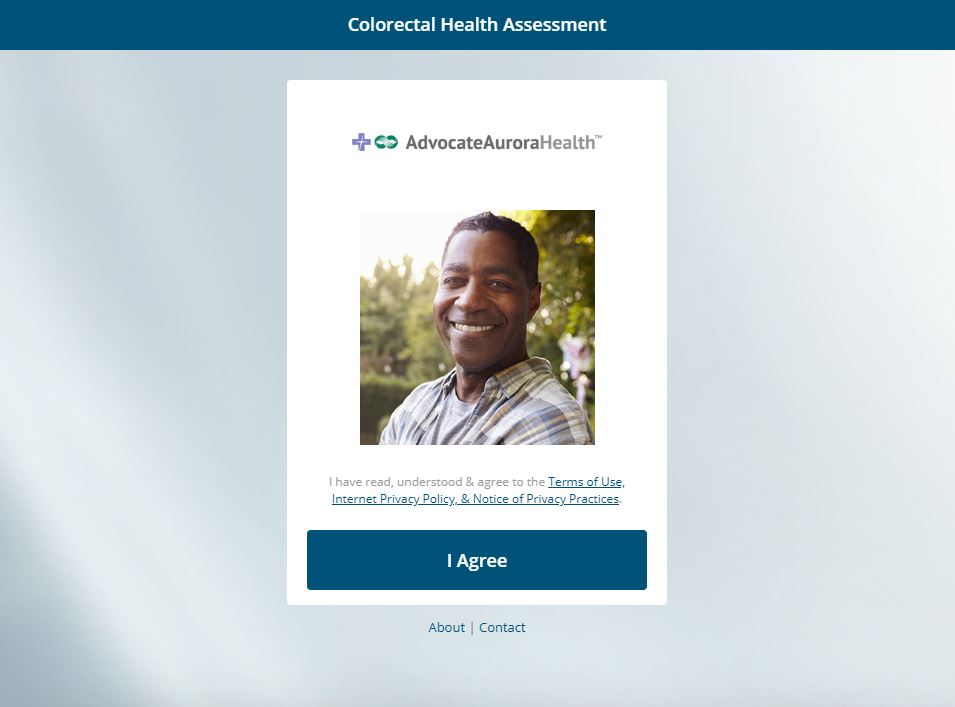 Colorectal Health Assessment
AdvocateAuroraHealth™
I have read, understood & agree to the Terms of Use,
Internet Privacy Policy, & Notice of Privacy Practices.
I Agree
About | Contact